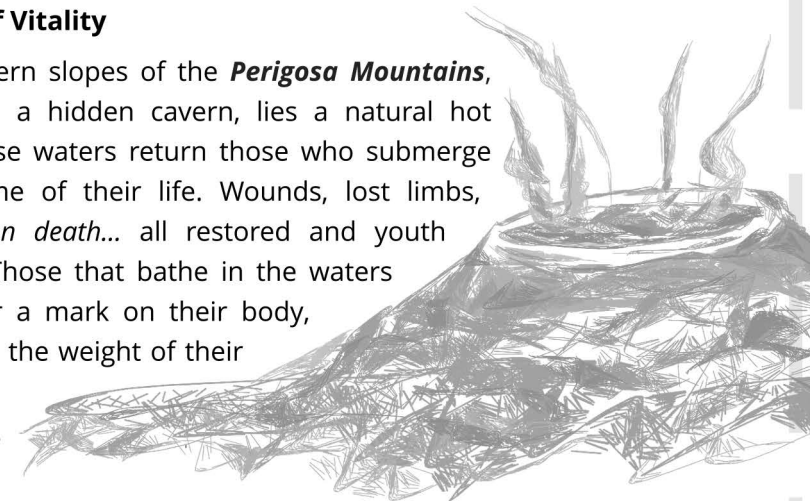 f Vitality
ern slopes of the Perigosa Mountains,
a hidden cavern, lies a natural hot
se waters return those who submerge
me of their life. Wounds, lost limbs,
n death... all restored and youth
Those that bathe in the waters
r a mark on their body,
the weight of their